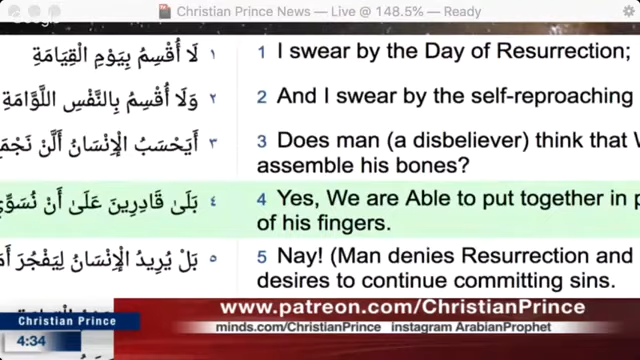 Christian Prince News — Live @ 148.5% — Ready
لَا أُقْسِمُ بِيَوْمِ الْقِيَامَةِ ١ 1 I swear by the Day of Resurrection;
وَلَا أُقْسِمُ بِالنَّفْسِ اللَّوَّامَةِ ٢ 2 And I swear by the self-reproaching
أَيَحْسَبُ الْإِنْسَانُ أَلَّنْ نَجْمَعَ ٣ 3 Does man (a disbeliever) think that W
assemble his bones?
بَلَىٰ قَادِرِينَ عَلَىٰ أَنْ نُسَوِّيَ ٤ 4 Yes, We are Able to put together in p
of his fingers.
بَلْ يُرِيدُ الْإِنْسَانُ لِيَفْجُرَ أَمَ ٥ 5 Nay! (Man denies Resurrection and
desires to continue committing sins.
www.patreon.com/ChristianPrince
Christian Prince minds.com/ChristianPrince instagram ArabianProphet
4:34